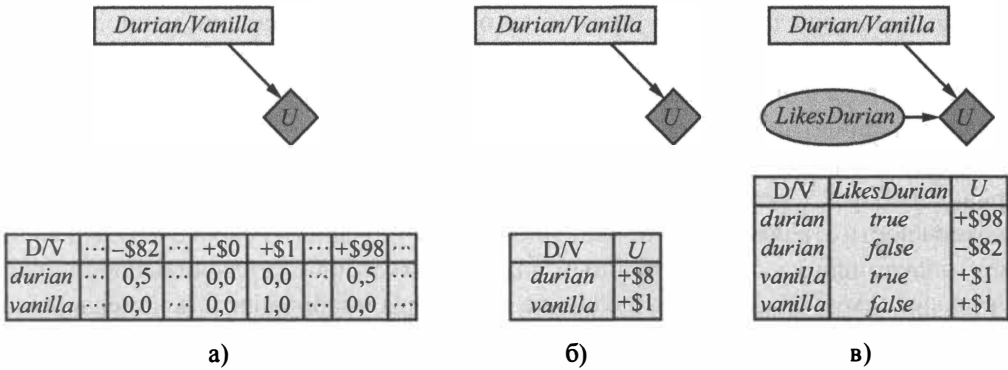 Durian/Vanilla
U
D/V ... –$82 ... +$0 +$1 ... +$98 ...
durian ... 0,5 ... 0,0 0,0 ... 0,5 ...
vanilla ... 0,0 ... 0,0 1,0 ... 0,0 ...
а)
Durian/Vanilla
U
D/V U
durian +$8
vanilla +$1
б)
Durian/Vanilla
LikesDurian U
D/V LikesDurian U
durian true +$98
durian false –$82
vanilla true +$1
vanilla false +$1
в)